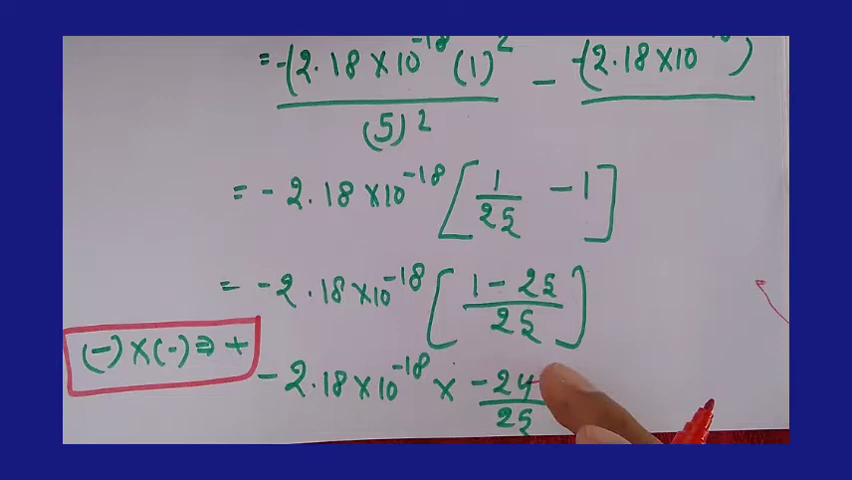 = -(2.18×10⁻¹⁸ (1)² / (5)² - -(2.18×10⁻¹⁸)
= -2.18×10⁻¹⁸ [1/25 -1]
= -2.18×10⁻¹⁸ (1-25/25)
(-)×(-)⇒+
-2.18×10⁻¹⁸ × -24/25